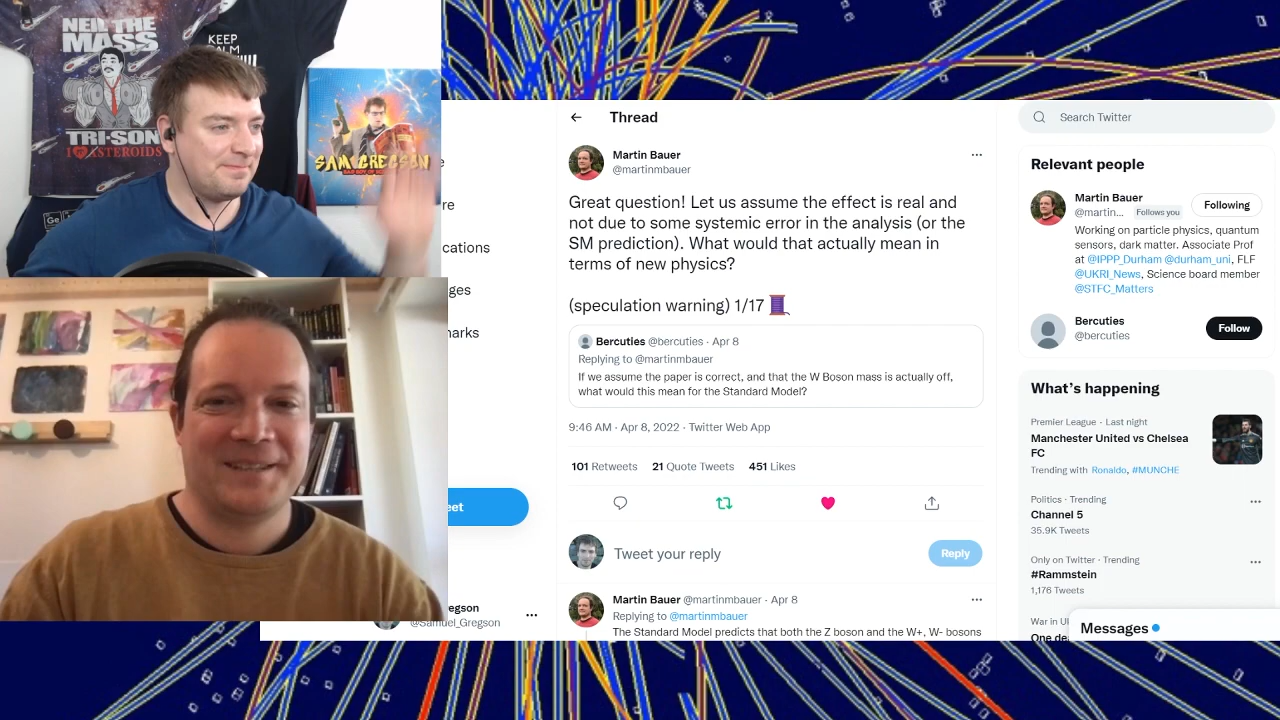 NEIL THE
MASS
TRI-SON
ASTEROIDS
KEEP
SAM GREGSON
re
cations
ges
arks
eet
egson
@Samuel_Gregson
Thread
Martin Bauer
@martinmbauer
Great question! Let us assume the effect is real and
not due to some systemic error in the analysis (or the
SM prediction). What would that actually mean in
terms of new physics?
(speculation warning) 1/17
Bercuties @bercuties · Apr 8
Replying to @martinmbauer
If we assume the paper is correct, and that the W Boson mass is actually off,
what would this mean for the Standard Model?
9:46 AM · Apr 8, 2022 · Twitter Web App
101 Retweets 21 Quote Tweets 451 Likes
Tweet your reply
Reply
Martin Bauer @martinmbauer · Apr 8
Replying to @martinmbauer
The Standard Model predicts that both the Z boson and the W+, W- bosons
Search Twitter
Relevant people
Martin Bauer
@martin... Follows you
Following
Working on particle physics, quantum
sensors, dark matter. Associate Prof
at @IPPP_Durham @durham_uni, FLF
@UKRI_News, Science board member
@STFC_Matters
Bercuties
@bercuties
Follow
What's happening
Premier League · Last night
Manchester United vs Chelsea
FC
Trending with Ronaldo, #MUNCHE
Politics · Trending
Channel 5
35.9K Tweets
Only on Twitter · Trending
#Rammstein
1,176 Tweets
War in U
One de
Messages